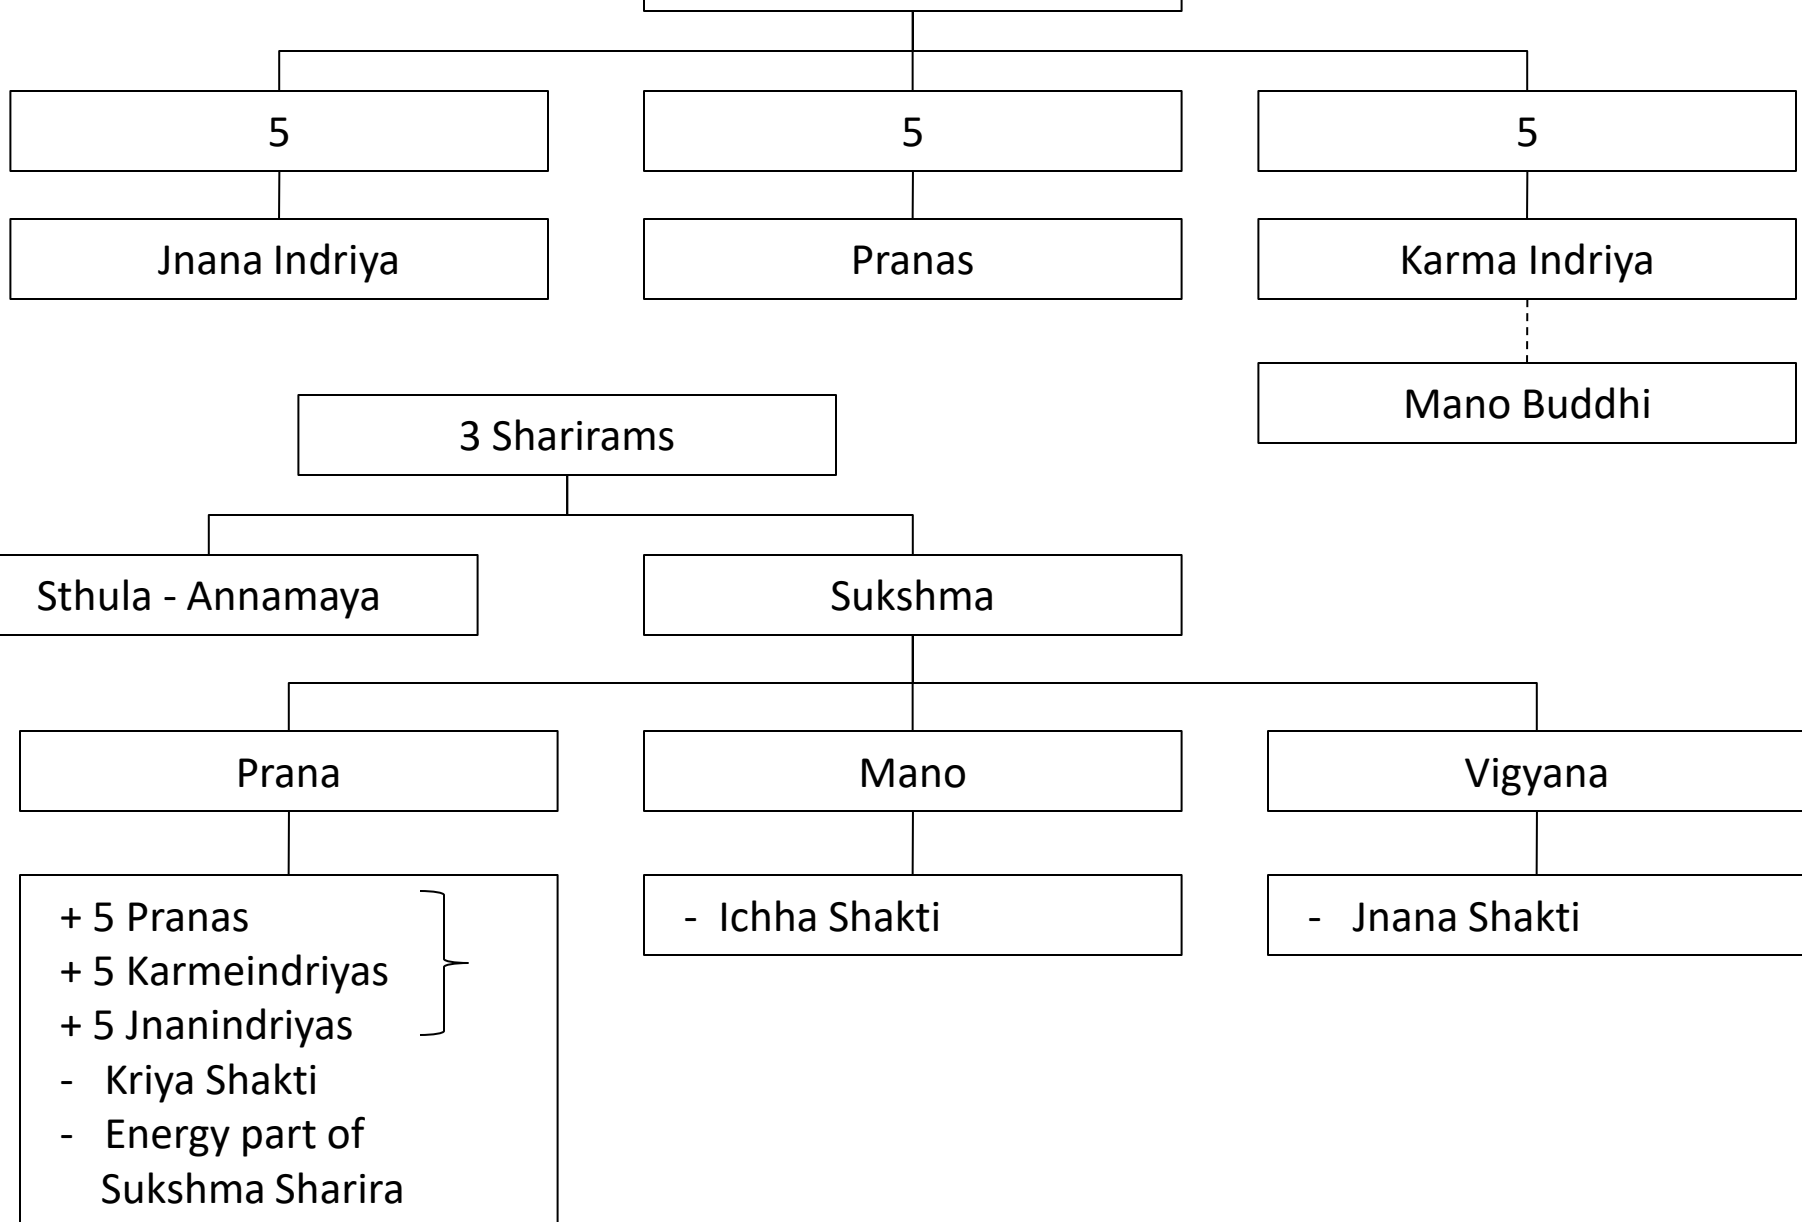 5
5
5
Jnana Indriya
Pranas
Karma Indriya
Mano Buddhi
3 Sharirams
Sthula - Annamaya
Sukshma
Prana
Mano
Vigyana
+ 5 Pranas
+ 5 Karmeindriyas
+ 5 Jnanindriyas
- Kriya Shakti
- Energy part of
Sukshma Sharira
- Ichha Shakti
- Jnana Shakti